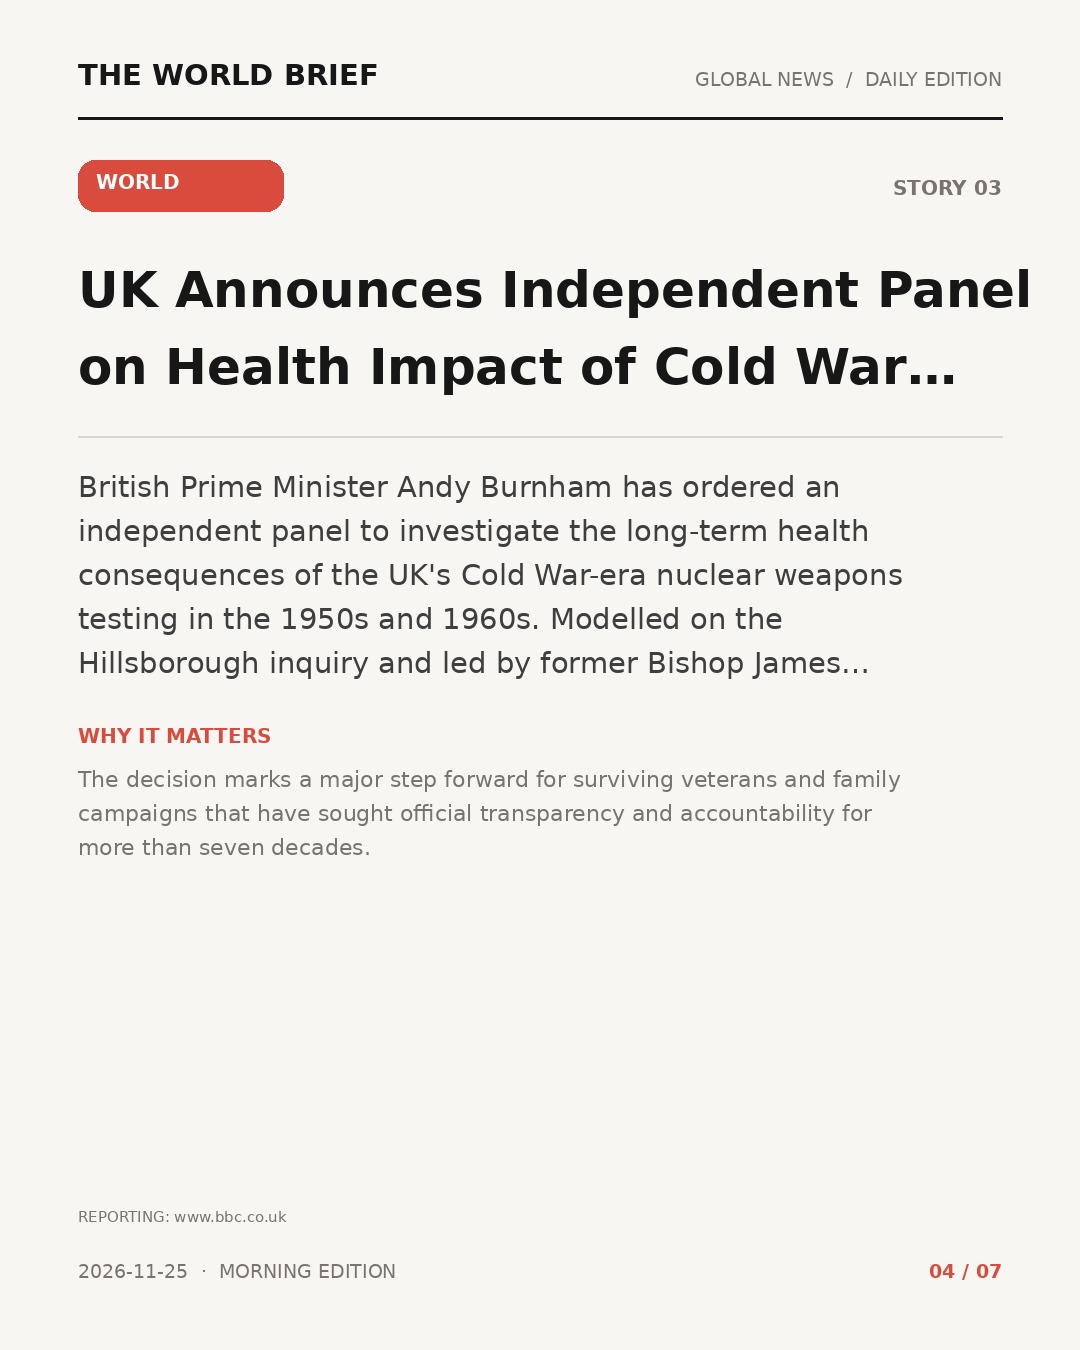 THE WORLD BRIEF
GLOBAL NEWS / DAILY EDITION
WORLD
STORY 03
UK Announces Independent Panel
on Health Impact of Cold War…
British Prime Minister Andy Burnham has ordered an
independent panel to investigate the long-term health
consequences of the UK's Cold War-era nuclear weapons
testing in the 1950s and 1960s. Modelled on the
Hillsborough inquiry and led by former Bishop James…
WHY IT MATTERS
The decision marks a major step forward for surviving veterans and family
campaigns that have sought official transparency and accountability for
more than seven decades.
REPORTING: www.bbc.co.uk
2026-11-25 · MORNING EDITION
04 / 07